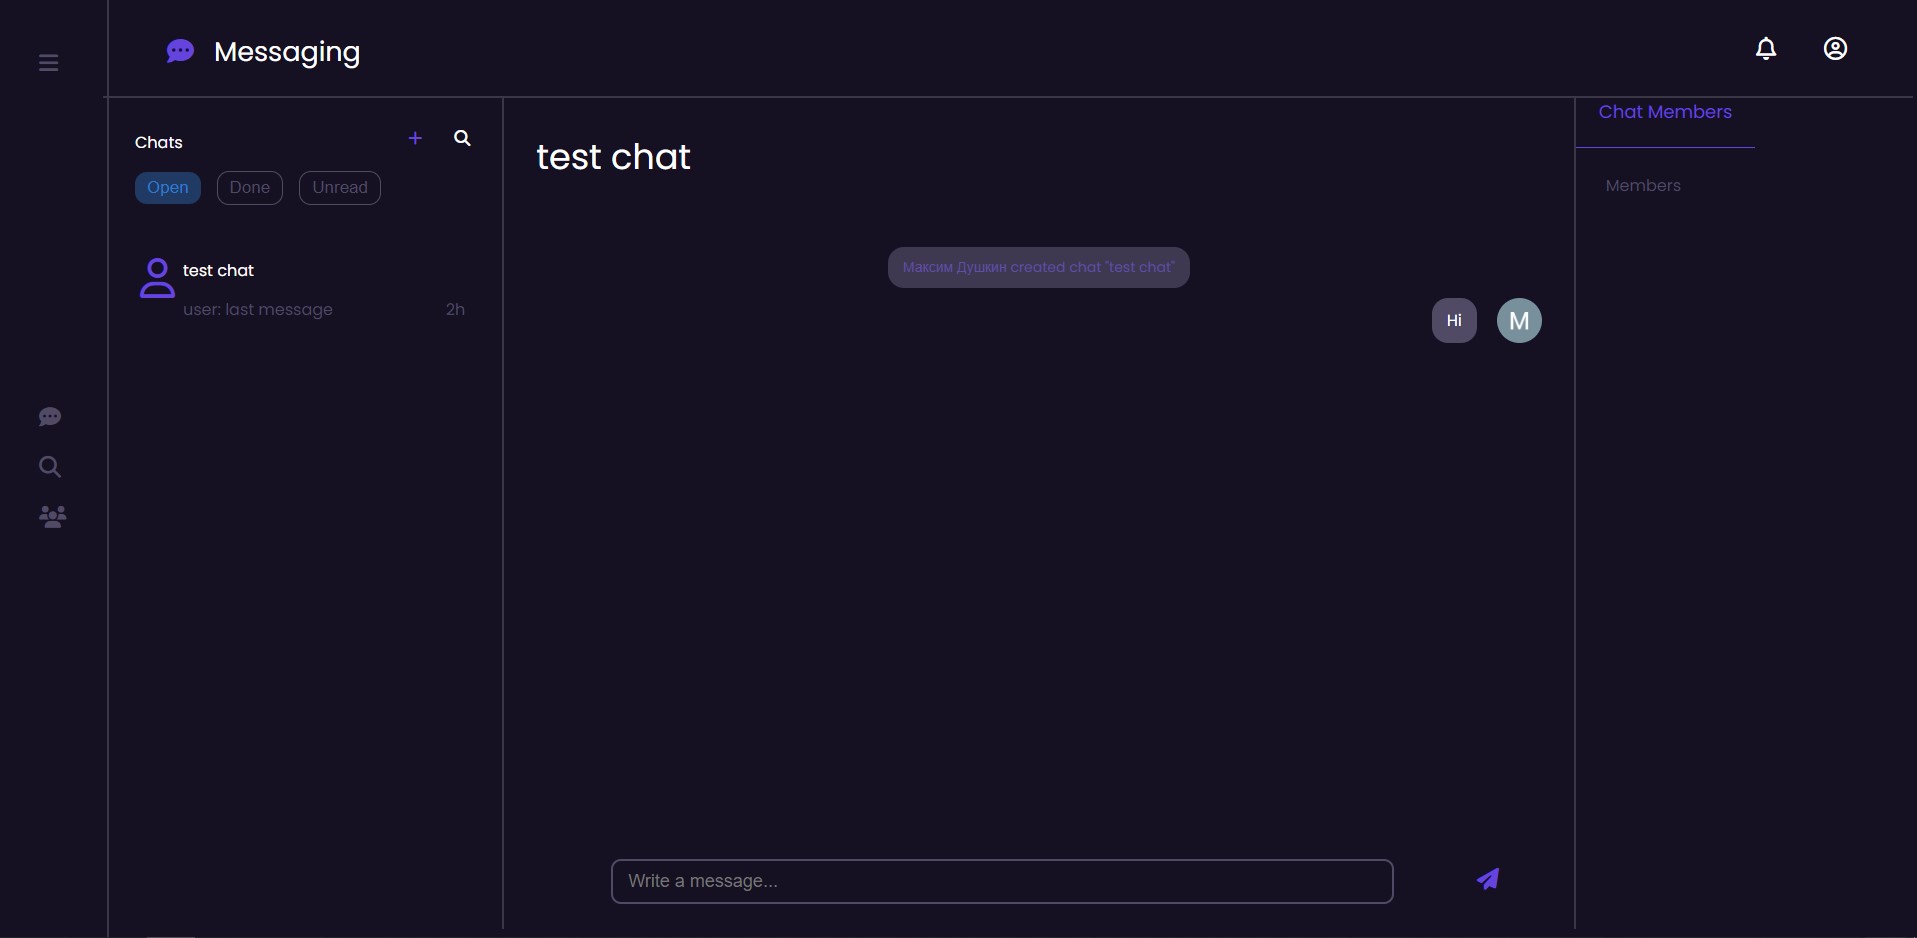 Messaging
Chats
Open
Done
Unread
test chat
user: last message
2h
test chat
Максим Душкин created chat "test chat"
Hi
M
Write a message...
Chat Members
Members